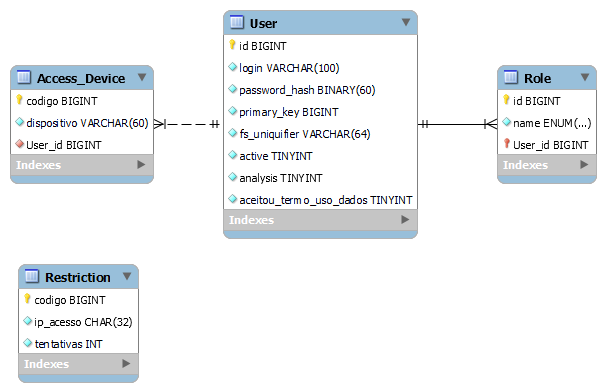 User
id BIGINT
login VARCHAR(100)
password_hash BINARY(60)
primary_key BIGINT
fs_uniquifier VARCHAR(64)
active TINYINT
analysis TINYINT
aceitou_termo_uso_dados TINYINT
Indexes
Access_Device
codigo BIGINT
dispositivo VARCHAR(60)
User_id BIGINT
Indexes
Role
id BIGINT
name ENUM(...)
User_id BIGINT
Indexes
Restriction
codigo BIGINT
ip_acesso CHAR(32)
tentativas INT
Indexes